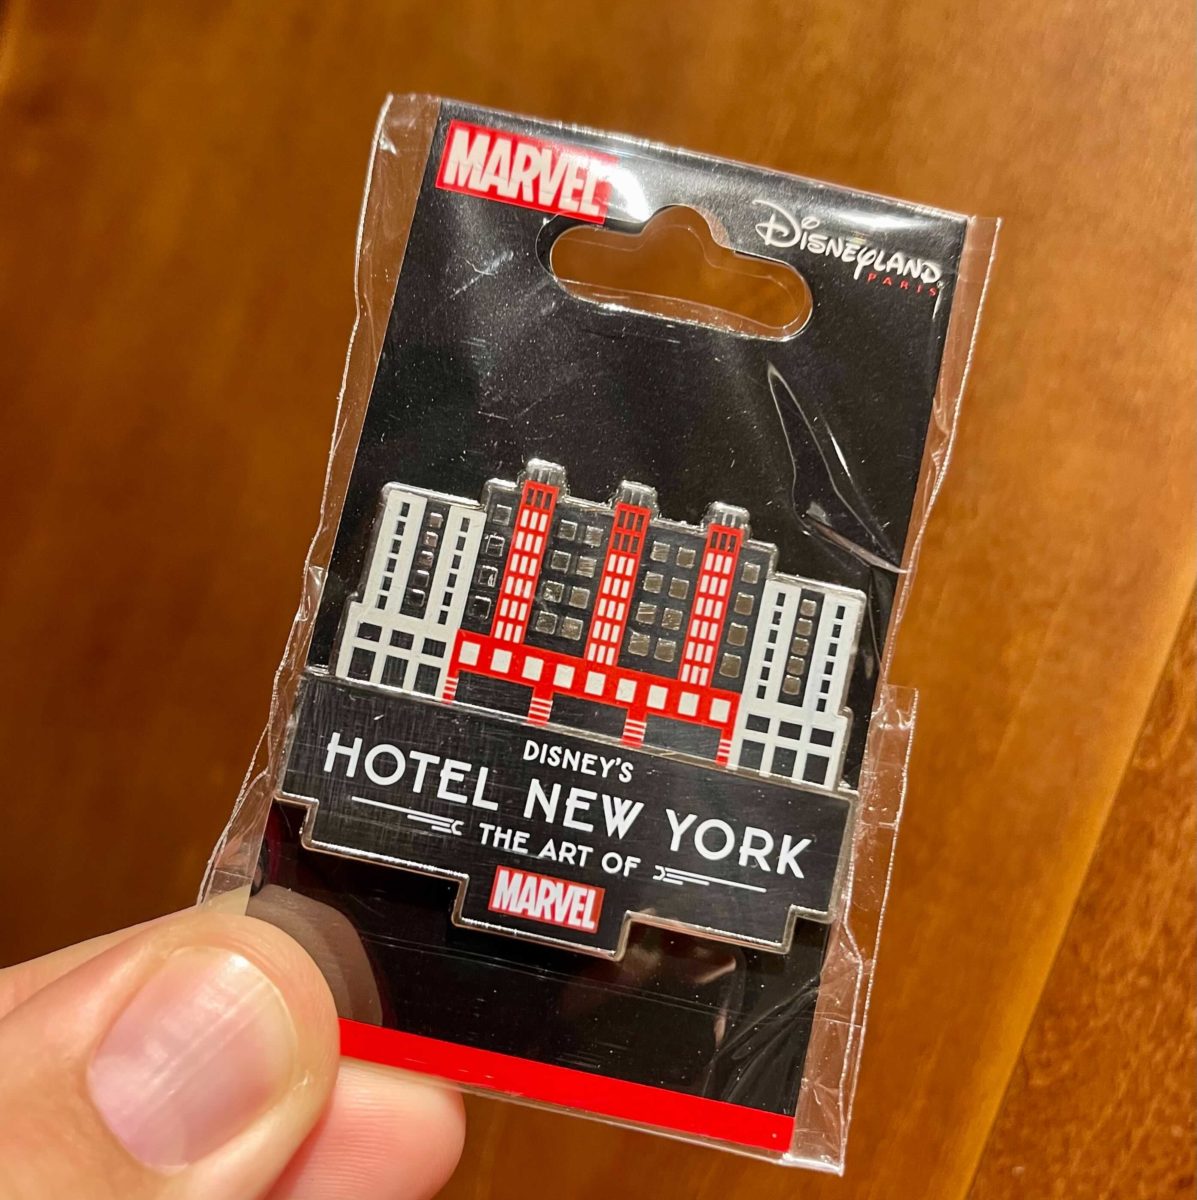 MARVEL
DISNEYLAND
PARIS
DISNEY'S
HOTEL NEW YORK
THE ART OF
MARVEL